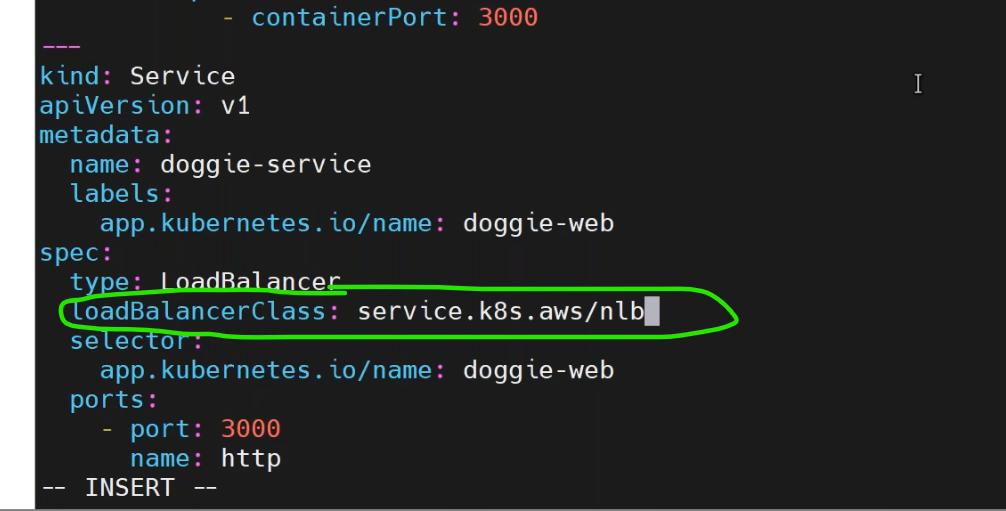 - containerPort: 3000
---
kind: Service
apiVersion: v1
metadata:
  name: doggie-service
  labels:
    app.kubernetes.io/name: doggie-web
spec:
  type: LoadBalancer
  loadBalancerClass: service.k8s.aws/nlb
  selector:
    app.kubernetes.io/name: doggie-web
  ports:
    - port: 3000
      name: http
-- INSERT --